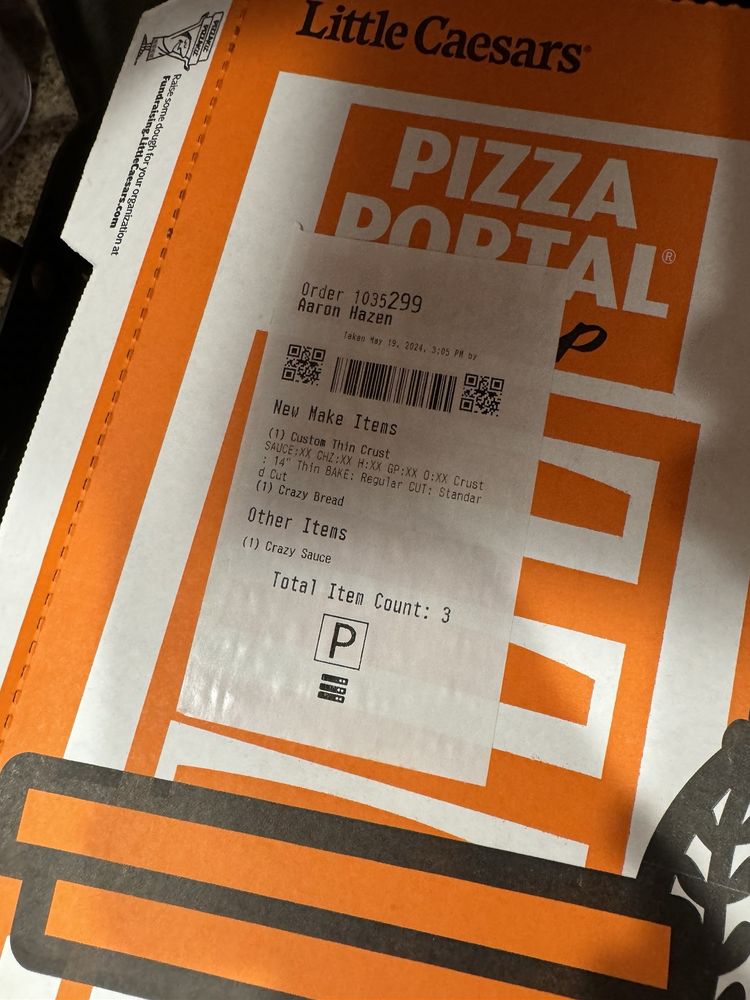 Little Caesars
Raise some dough for your organization at
Fundraising.LittleCaesars.com
PIZZA
PORTAL®
Order 1035299
Aaron Hazen
Taken May 19, 2024, 3:05 PM by
New Make Items
(1) Custom Thin Crust
SAUCE:XX CHZ:XX H:XX GP:XX O:XX Crust
: 14" Thin BAKE: Regular CUT: Standar
d Cut
(1) Crazy Bread
Other Items
(1) Crazy Sauce
Total Item Count: 3
P